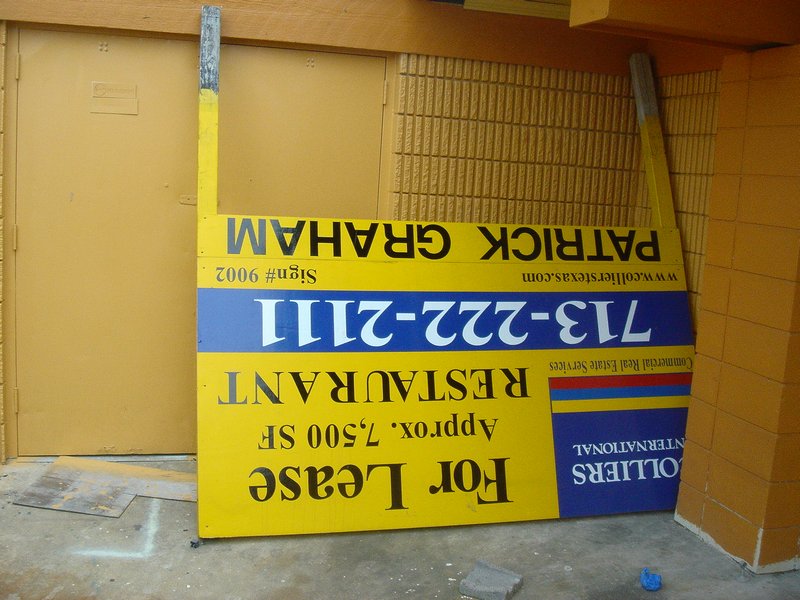 COLLIERS
INTERNATIONAL
For Lease
Approx. 7,500 SF
RESTAURANT
Commercial Real Estate Services
713-222-2111
www.collierstexas.com
Sign# 9002
PATRICK GRAHAM